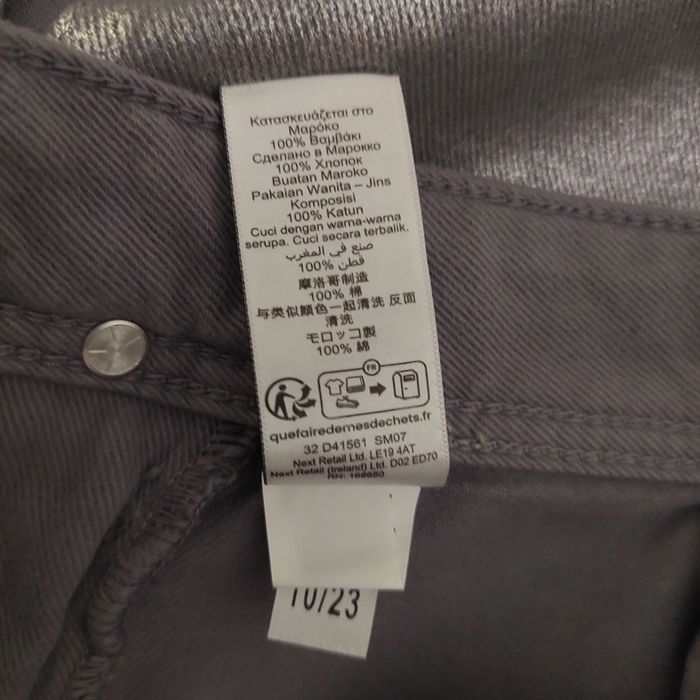 Κατασκευάζεται στο
Μαρόκο
100% Βαμβάκι
Сделано в Марокко
100% Хлопок
Buatan Maroko
Pakaian Wanita – Jins
Komposisi
100% Katun
Cuci dengan warna-warna
serupa. Cuci secara terbalik.
صنع في المغرب
100% قطن
摩洛哥制造
100% 棉
与类似颜色一起清洗 反面
清洗
モロッコ製
100% 綿
FR
quefairedemesdechets.fr
32 D41561 SM07
Next Retail Ltd. LE19 4AT
Next Retail (Ireland) Ltd. D02 ED70
RN: 168650
10/23